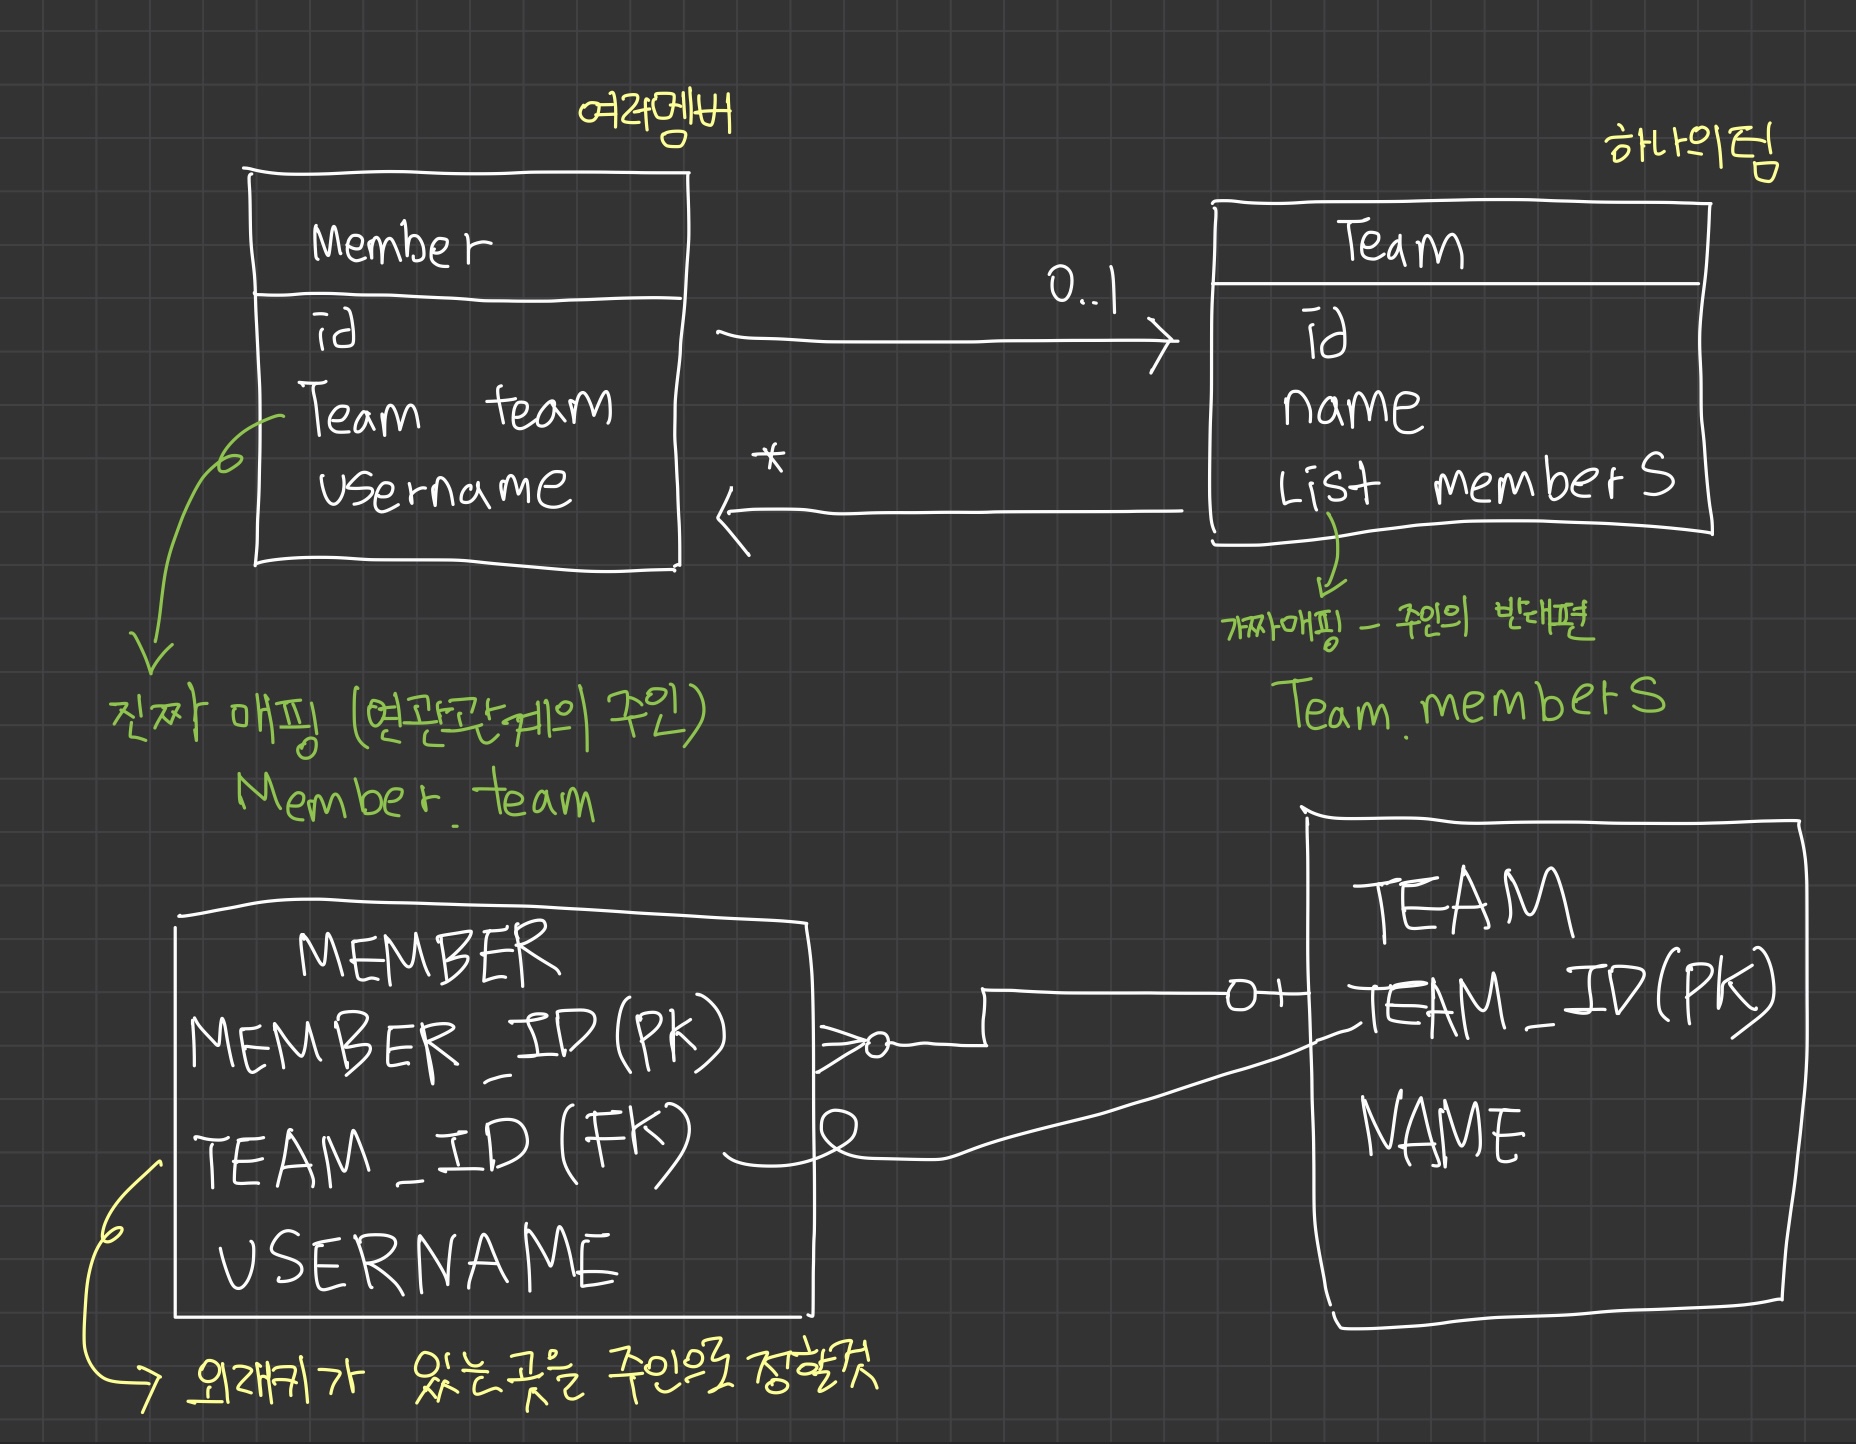 여러멤버
하나의팀
Member
id
Team team
username
0..1
*
Team
id
name
List members
진짜 매핑 (연관관계의 주인)
Member.team
가짜매핑 - 주인의 반대편
Team.members
MEMBER
MEMBER_ID(PK)
TEAM_ID(FK)
USERNAME
TEAM
TEAM_ID(PK)
NAME
외래키가 있는곳을 주인으로 정할것